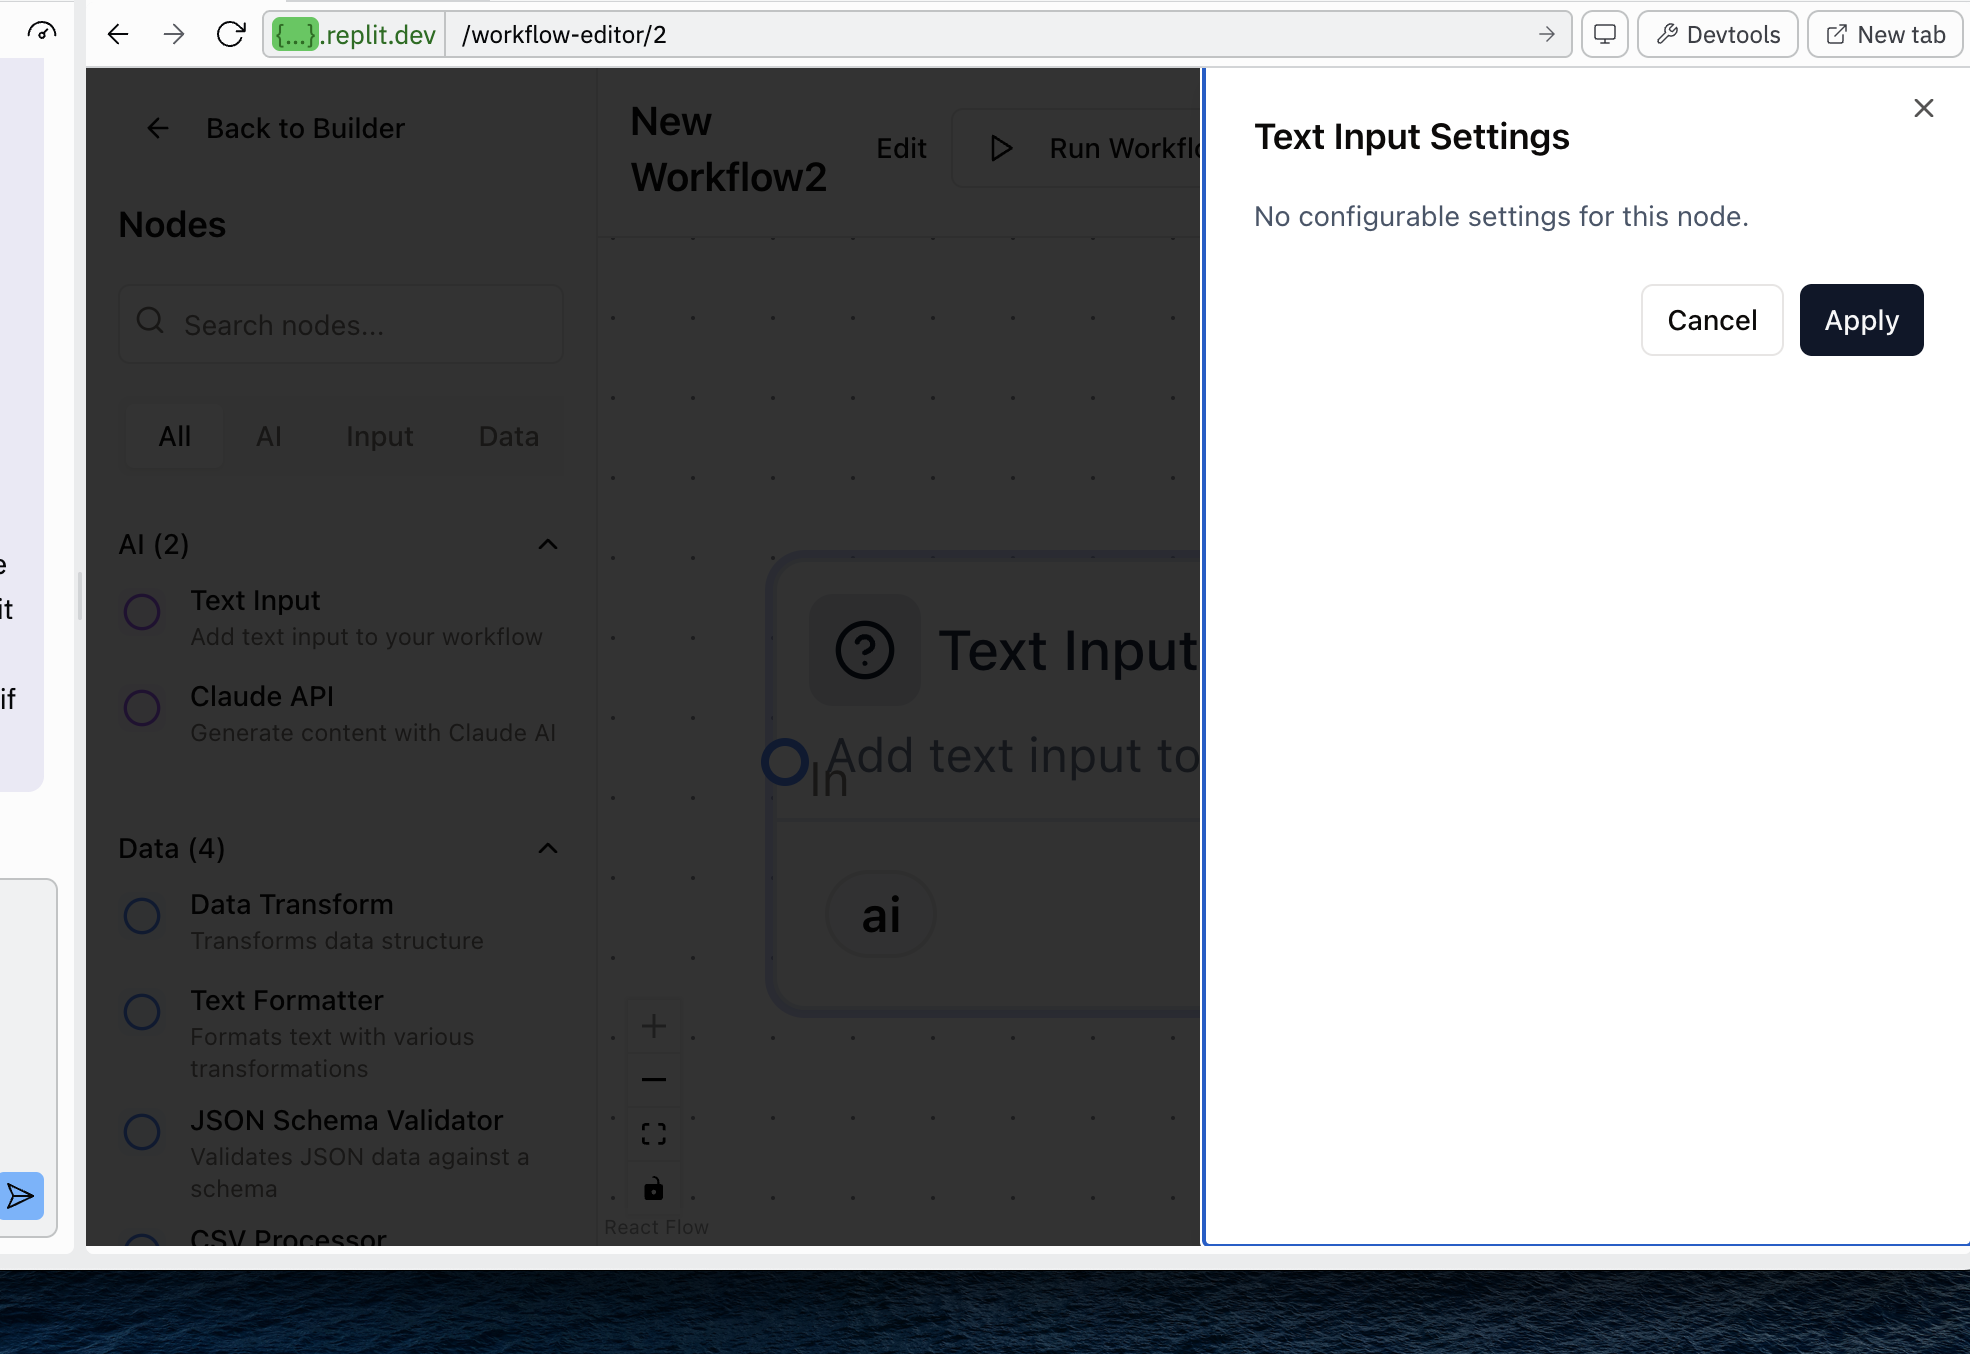 {...}.replit.dev /workflow-editor/2
Devtools
New tab
e
it
if
Back to Builder
Nodes
Search nodes...
All AI Input Data
AI (2)
Text Input
Add text input to your workflow
Claude API
Generate content with Claude AI
Data (4)
Data Transform
Transforms data structure
Text Formatter
Formats text with various
transformations
JSON Schema Validator
Validates JSON data against a
schema
CSV Processor
New
Workflow2
Edit
Run Workflo
Text Input
Add text input to
In
ai
React Flow
Text Input Settings
No configurable settings for this node.
Cancel
Apply